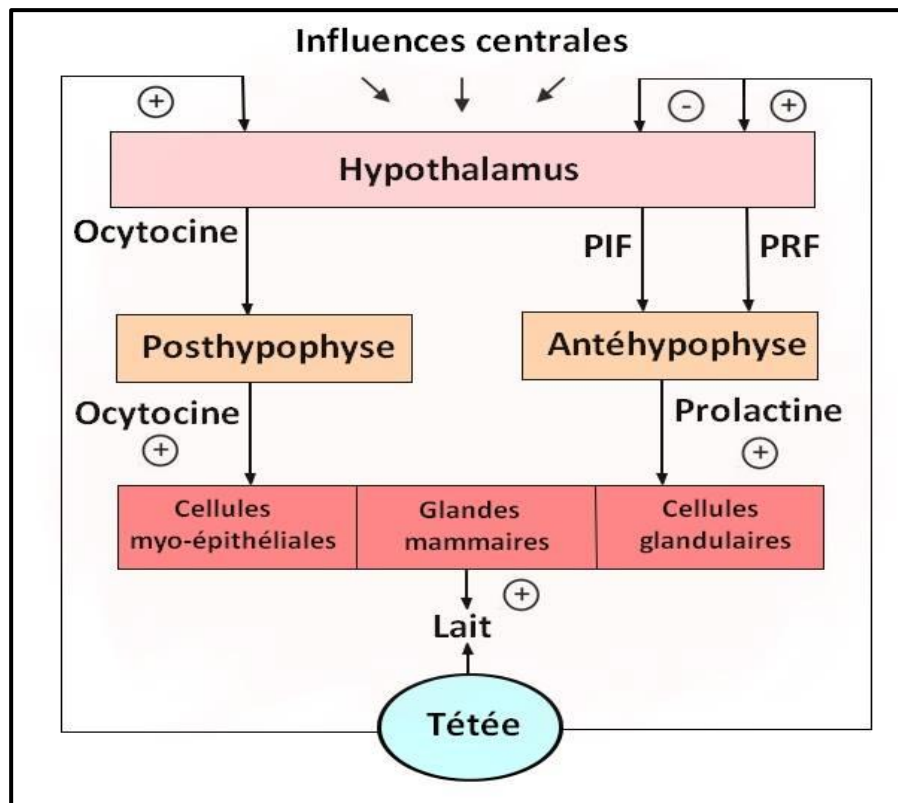 Influences centrales
+
-
+
Hypothalamus
Ocytocine
PIF
PRF
Posthypophyse
Antéhypophyse
Ocytocine
+
Prolactine
+
Cellules
myo-épithéliales
Glandes
mammaires
Cellules
glandulaires
+
Lait
Tétée